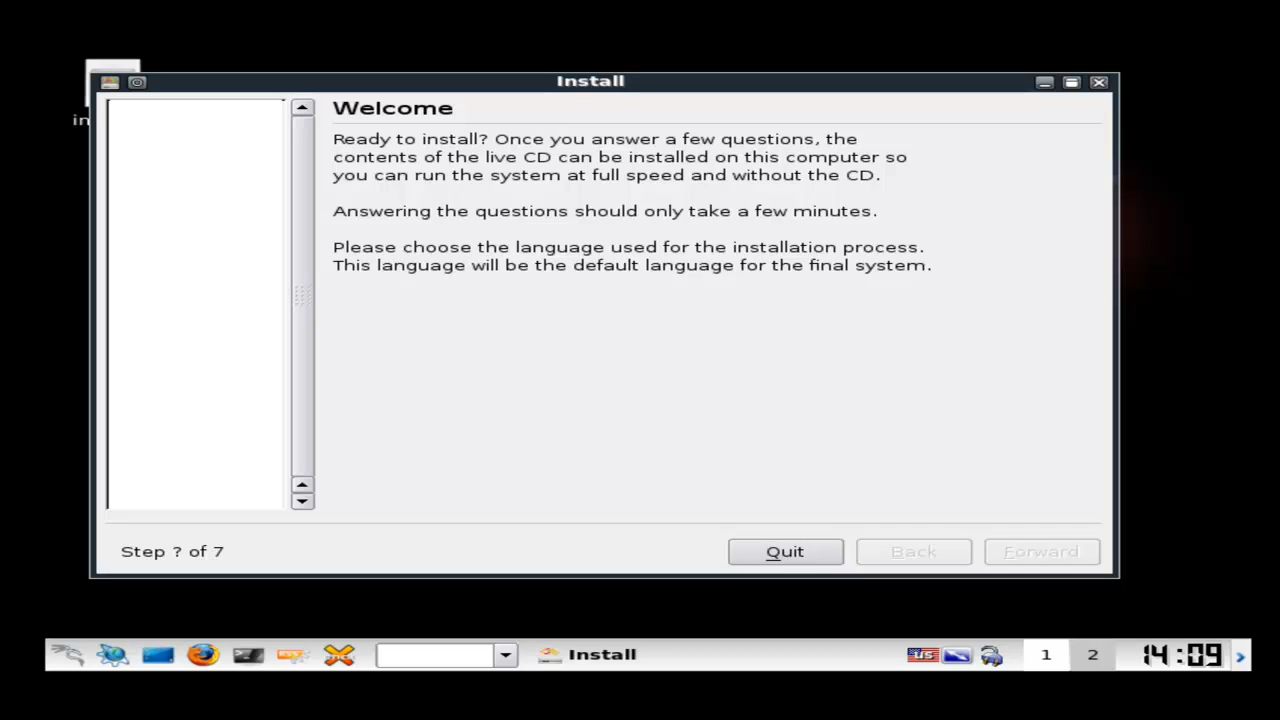 Install
in
Welcome
Ready to install? Once you answer a few questions, the
contents of the live CD can be installed on this computer so
you can run the system at full speed and without the CD.
Answering the questions should only take a few minutes.
Please choose the language used for the installation process.
This language will be the default language for the final system.
Step ? of 7
Quit
Back
Forward
Install
us
1
2
14:09